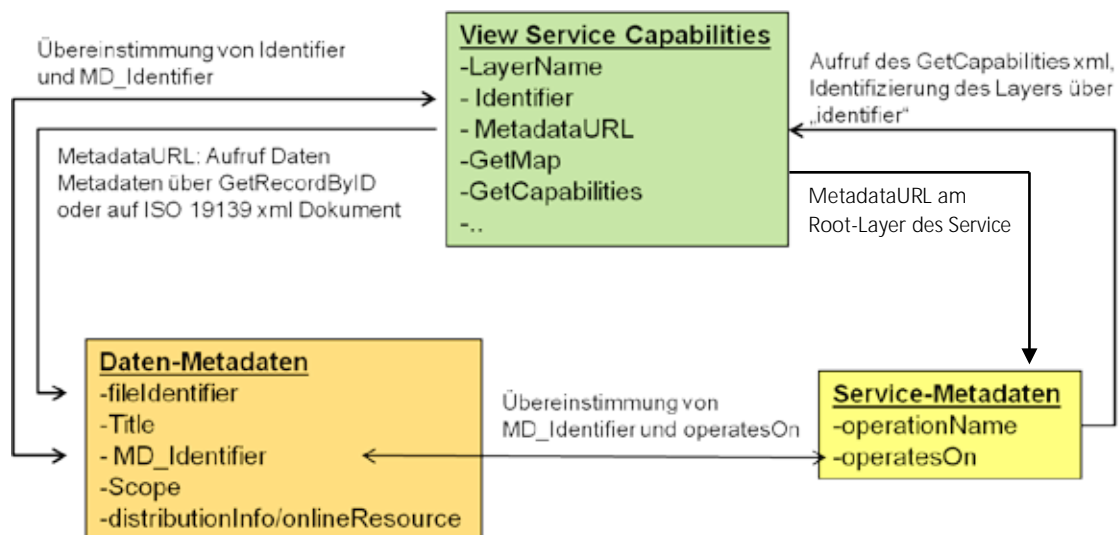 Übereinstimmung von Identifier
und MD_Identifier
View Service Capabilities
-LayerName
- Identifier
- MetadataURL
-GetMap
-GetCapabilities
-..
Aufruf des GetCapabilities xml,
Identifizierung des Layers über
„identifier“
MetadataURL: Aufruf Daten
Metadaten über GetRecordByID
oder auf ISO 19139 xml Dokument
MetadataURL am
Root-Layer des Service
Daten-Metadaten
-fileIdentifier
-Title
- MD_Identifier
-Scope
-distributionInfo/onlineResource
Übereinstimmung von
MD_Identifier und operatesOn
Service-Metadaten
-operationName
-operatesOn